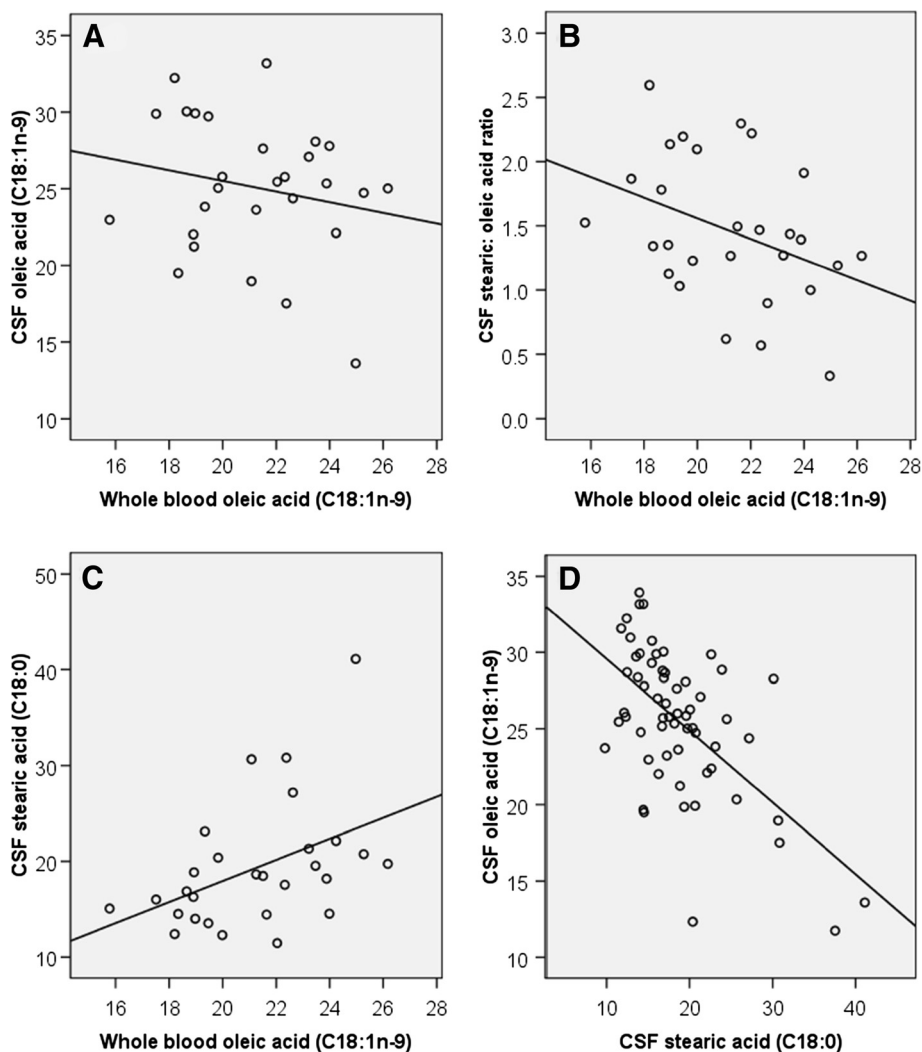 A
CSF oleic acid (C18:1n-9)
35
30
25
20
15
10
16 18 20 22 24 26 28
Whole blood oleic acid (C18:1n-9)
B
CSF stearic: oleic acid ratio
3.0
2.5
2.0
1.5
1.0
0.5
0.0
16 18 20 22 24 26 28
Whole blood oleic acid (C18:1n-9)
C
CSF stearic acid (C18:0)
50
40
30
20
10
16 18 20 22 24 26 28
Whole blood oleic acid (C18:1n-9)
D
CSF oleic acid (C18:1n-9)
35
30
25
20
15
10
10 20 30 40
CSF stearic acid (C18:0)